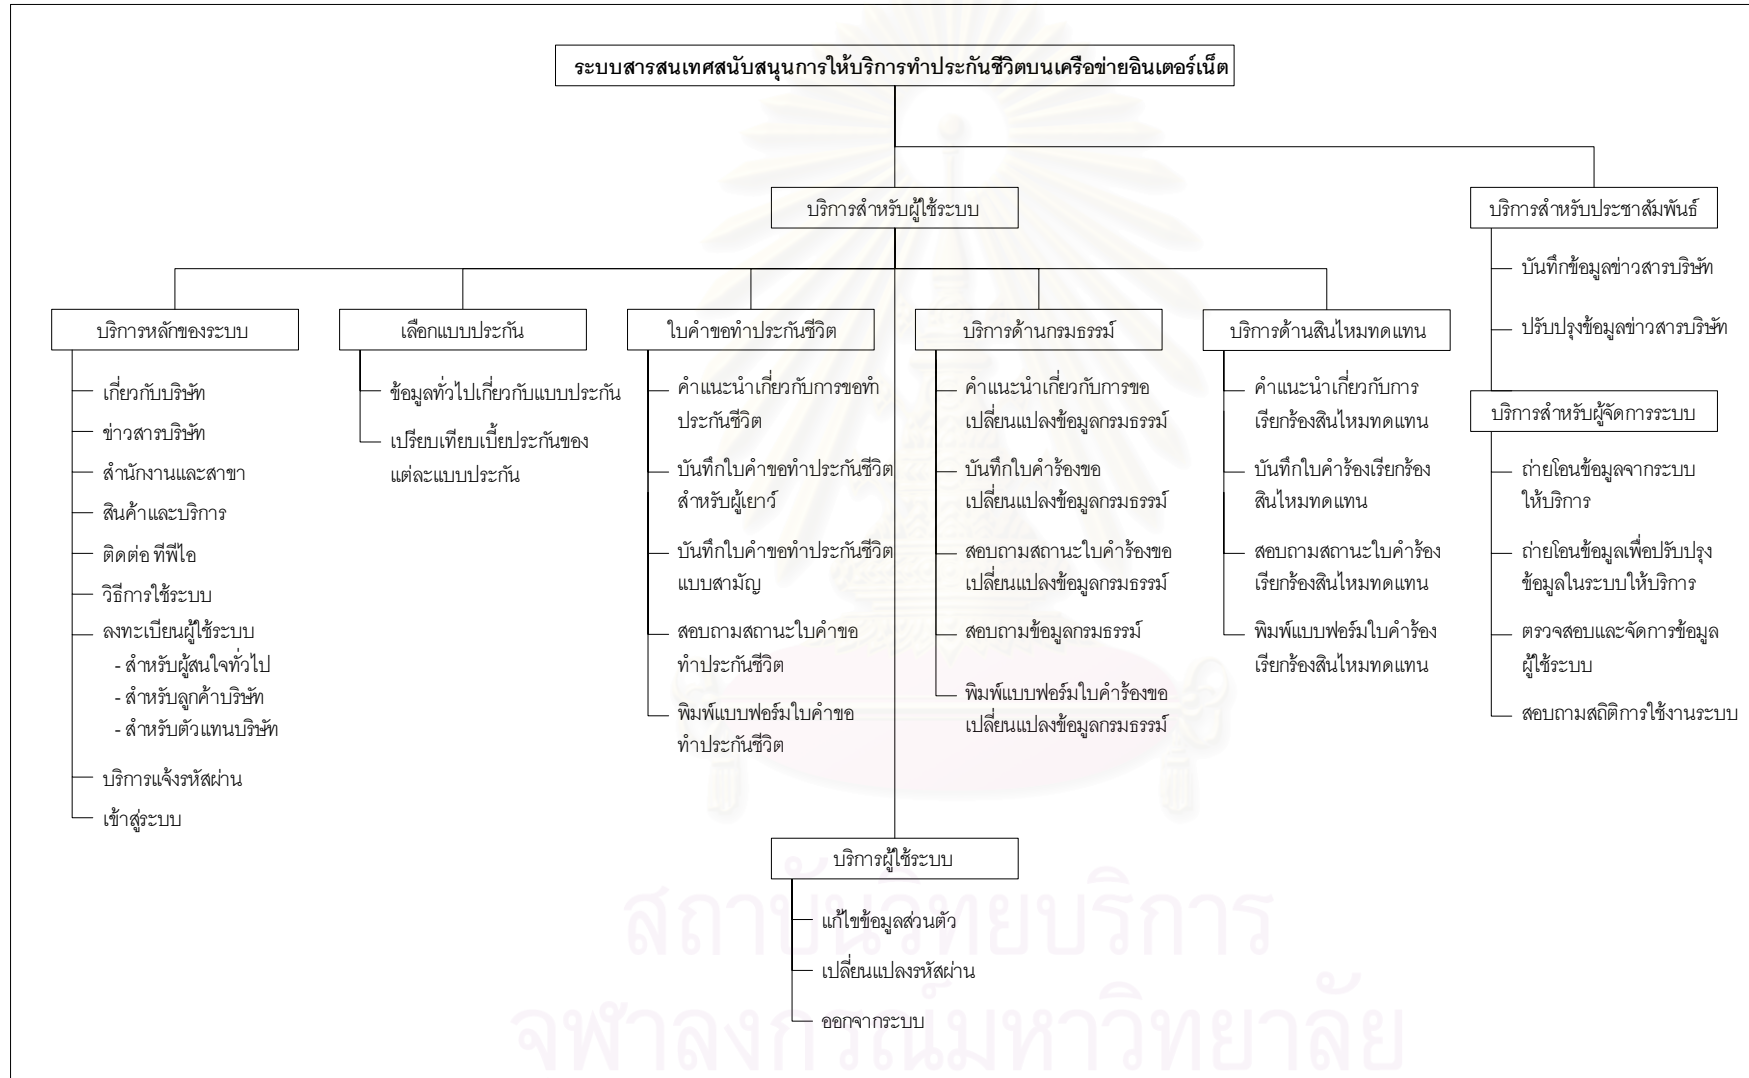 ระบบสารสนเทศสนับสนุนการให้บริการทำประกันชีวิตบนเครือข่ายอินเตอร์เน็ต
บริการสำหรับผู้ใช้ระบบ
บริการหลักของระบบ
เกี่ยวกับบริษัท
ข่าวสารบริษัท
สำนักงานและสาขา
สินค้าและบริการ
ติดต่อ ทีพีไอ
วิธีการใช้ระบบ
ลงทะเบียนผู้ใช้ระบบ
- สำหรับผู้สนใจทั่วไป
- สำหรับลูกค้าบริษัท
- สำหรับตัวแทนบริษัท
บริการแจ้งรหัสผ่าน
เข้าสู่ระบบ
เลือกแบบประกัน
ข้อมูลทั่วไปเกี่ยวกับแบบประกัน
เปรียบเทียบเบี้ยประกันของ
แต่ละแบบประกัน
ใบคำขอทำประกันชีวิต
คำแนะนำเกี่ยวกับการขอทำ
ประกันชีวิต
บันทึกใบคำขอทำประกันชีวิต
สำหรับผู้เยาว์
บันทึกใบคำขอทำประกันชีวิต
แบบสามัญ
สอบถามสถานะใบคำขอ
ทำประกันชีวิต
พิมพ์แบบฟอร์มใบคำขอ
ทำประกันชีวิต
บริการด้านกรมธรรม์
คำแนะนำเกี่ยวกับการขอ
เปลี่ยนแปลงข้อมูลกรมธรรม์
บันทึกใบคำร้องขอ
เปลี่ยนแปลงข้อมูลกรมธรรม์
สอบถามสถานะใบคำร้องขอ
เปลี่ยนแปลงข้อมูลกรมธรรม์
สอบถามข้อมูลกรมธรรม์
พิมพ์แบบฟอร์มใบคำร้องขอ
เปลี่ยนแปลงข้อมูลกรมธรรม์
บริการด้านสินไหมทดแทน
คำแนะนำเกี่ยวกับการ
เรียกร้องสินไหมทดแทน
บันทึกใบคำร้องเรียกร้อง
สินไหมทดแทน
สอบถามสถานะใบคำร้อง
เรียกร้องสินไหมทดแทน
พิมพ์แบบฟอร์มใบคำร้อง
เรียกร้องสินไหมทดแทน
บริการผู้ใช้ระบบ
แก้ไขข้อมูลส่วนตัว
เปลี่ยนแปลงรหัสผ่าน
ออกจากระบบ
บริการสำหรับประชาสัมพันธ์
บันทึกข้อมูลข่าวสารบริษัท
ปรับปรุงข้อมูลข่าวสารบริษัท
บริการสำหรับผู้จัดการระบบ
ถ่ายโอนข้อมูลจากระบบ
ให้บริการ
ถ่ายโอนข้อมูลเพื่อปรับปรุง
ข้อมูลในระบบให้บริการ
ตรวจสอบและจัดการข้อมูล
ผู้ใช้ระบบ
สอบถามสถิติการใช้งานระบบ
สถาบันวิทยบริการ
จุฬาลงกรณ์มหาวิทยาลัย